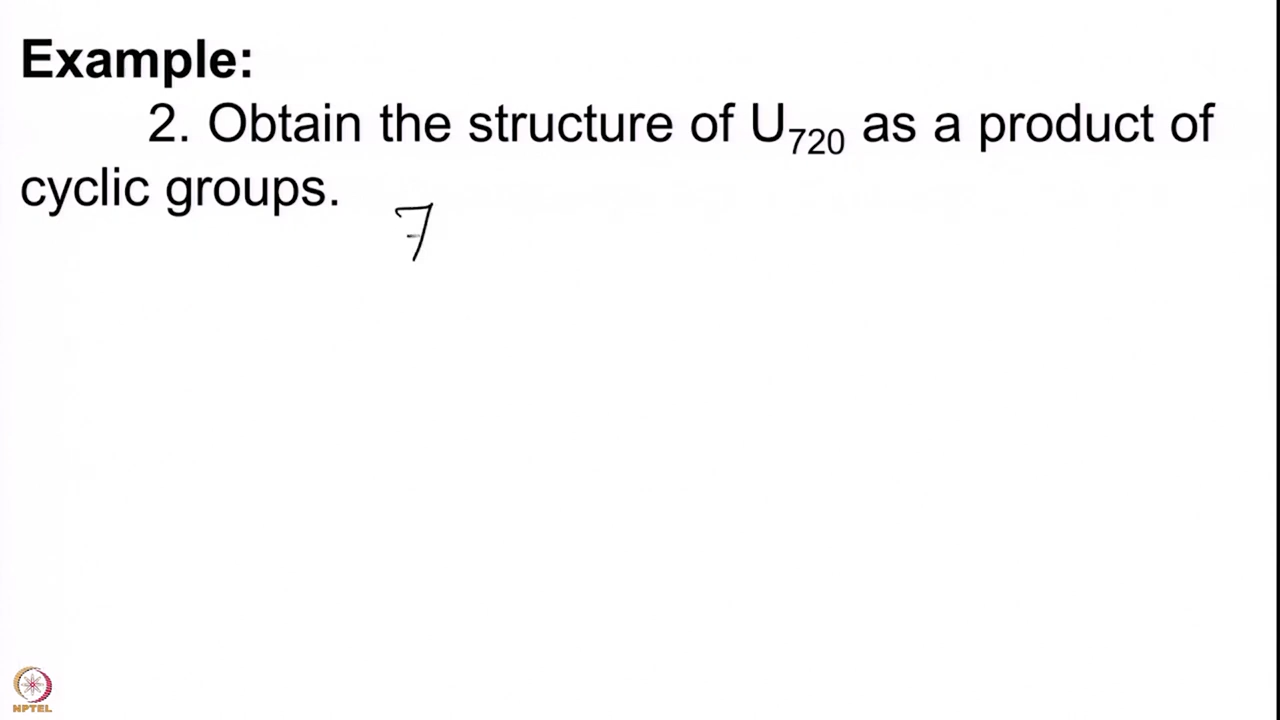 Example:
2. Obtain the structure of U₇₂₀ as a product of
cyclic groups.
7
NPTEL